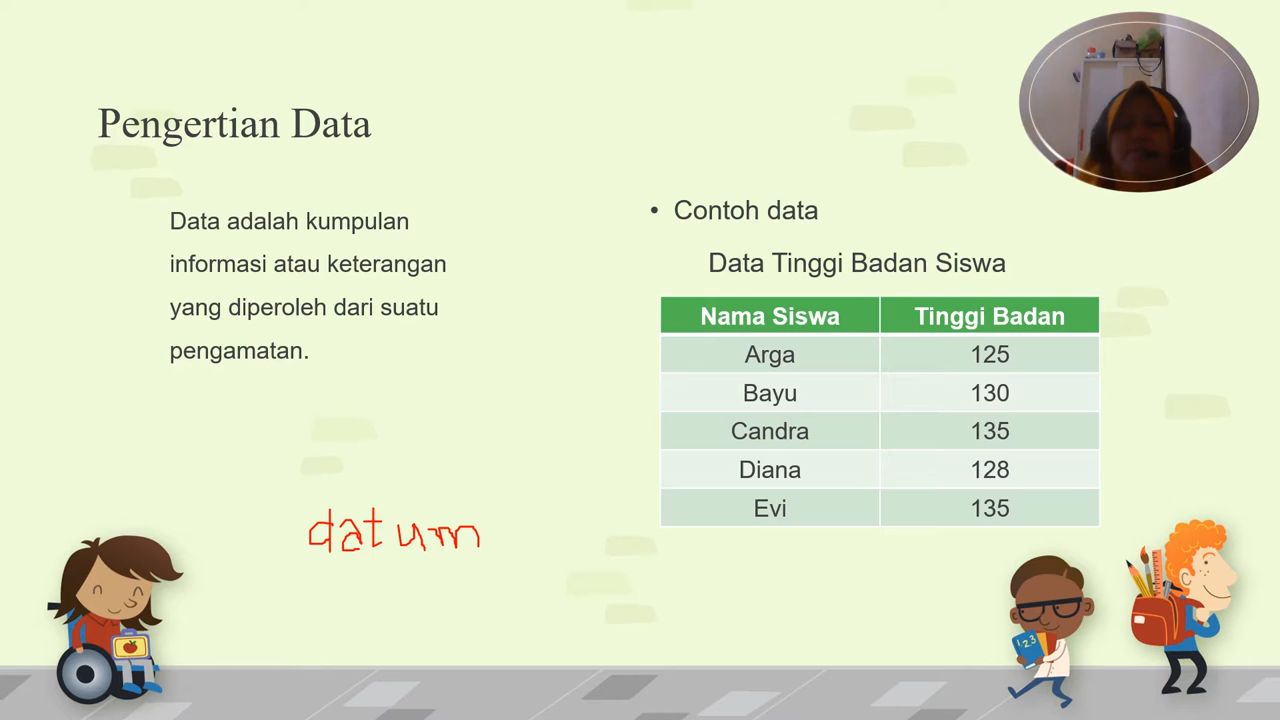 Pengertian Data
Data adalah kumpulan
informasi atau keterangan
yang diperoleh dari suatu
pengamatan.
datum
• Contoh data
Data Tinggi Badan Siswa
Nama Siswa Tinggi Badan
Arga 125
Bayu 130
Candra 135
Diana 128
Evi 135
123